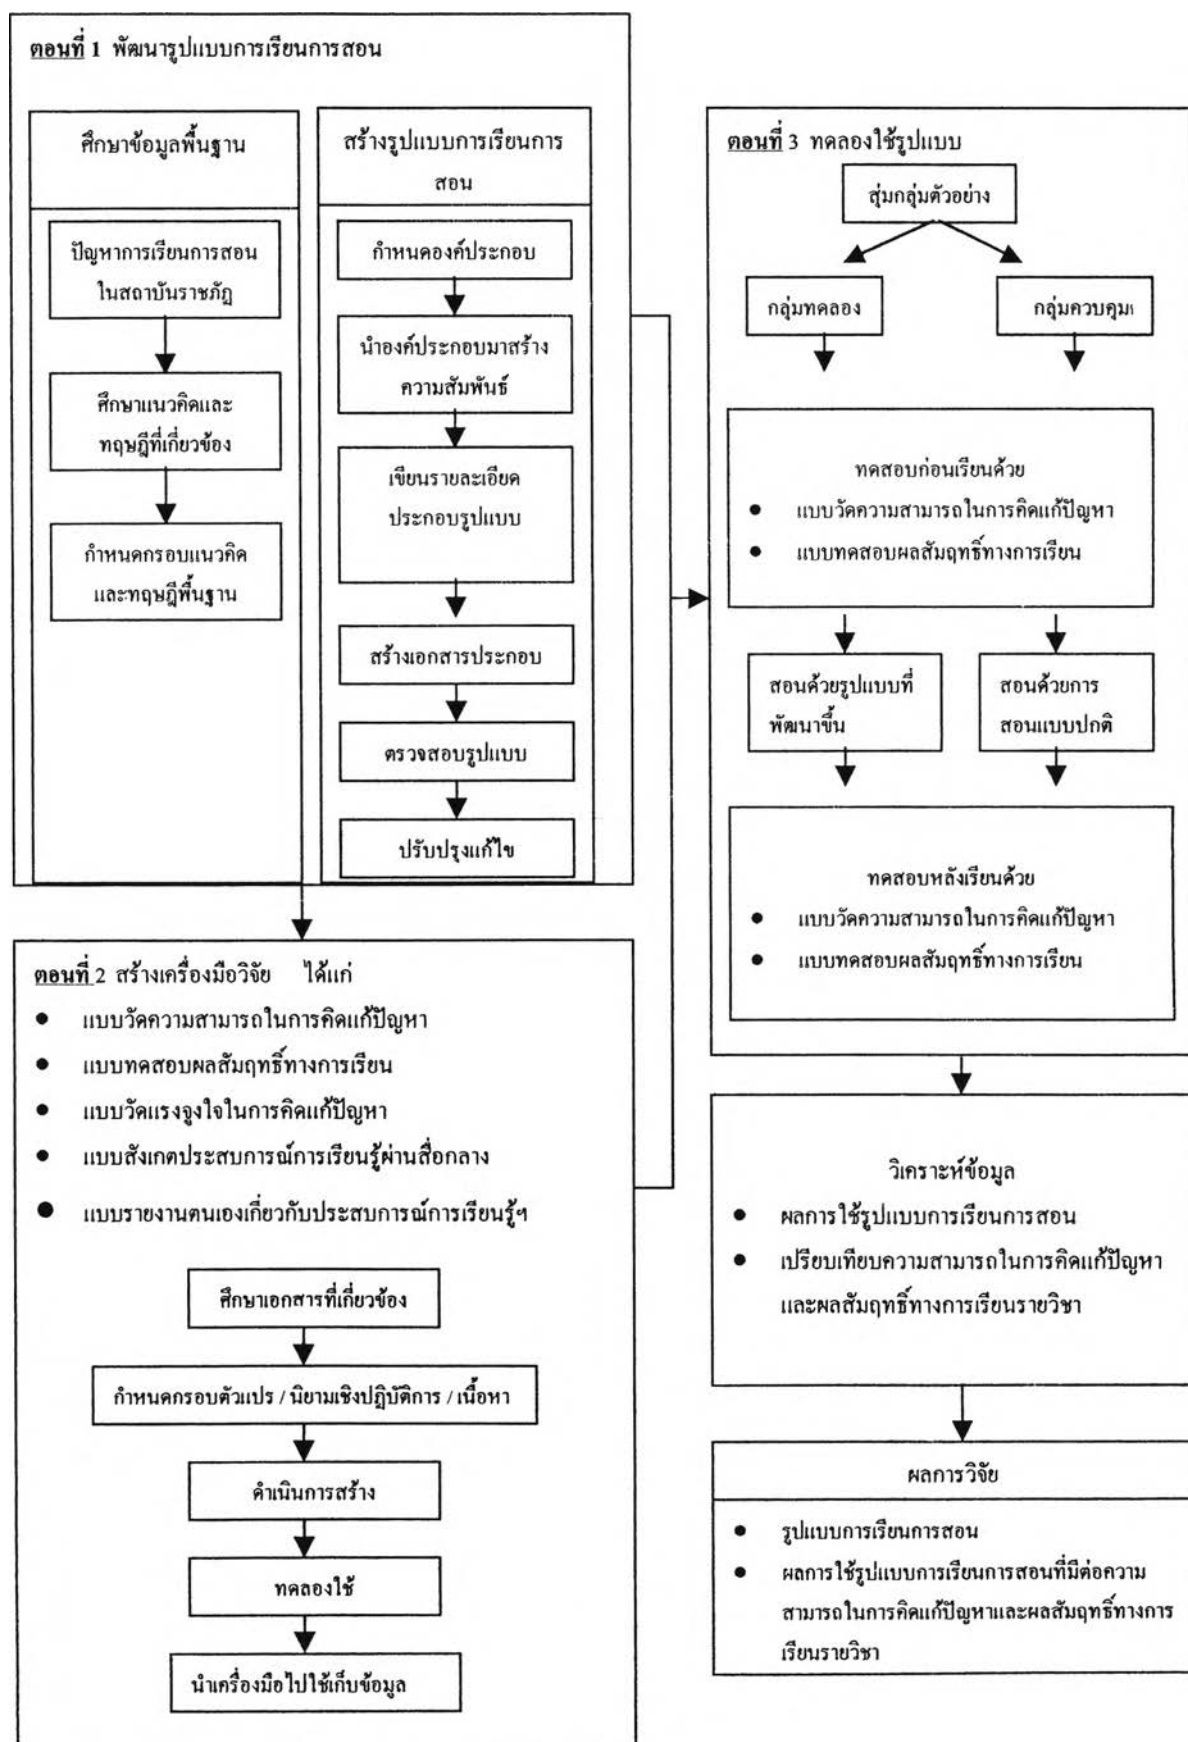 ตอนที่ 1 พัฒนารูปแบบการเรียนการสอน
ศึกษาข้อมูลพื้นฐาน
ปัญหาการเรียนการสอน
ในสถาบันราชภัฏ
ศึกษาแนวคิดและ
ทฤษฎีที่เกี่ยวข้อง
กำหนดกรอบแนวคิด
และทฤษฎีพื้นฐาน
สร้างรูปแบบการเรียนการ
สอน
กำหนดองค์ประกอบ
นำองค์ประกอบมาสร้าง
ความสัมพันธ์
เขียนรายละเอียด
ประกอบรูปแบบ
สร้างเอกสารประกอบ
ตรวจสอบรูปแบบ
ปรับปรุงแก้ไข
ตอนที่ 2 สร้างเครื่องมือวิจัย ได้แก่
● แบบวัดความสามารถในการคิดแก้ปัญหา
● แบบทดสอบผลสัมฤทธิ์ทางการเรียน
● แบบวัดแรงจูงใจในการคิดแก้ปัญหา
● แบบสังเกตประสบการณ์การเรียนรู้ผ่านสื่อกลาง
● แบบรายงานตนเองเกี่ยวกับประสบการณ์การเรียนรู้ฯ
ศึกษาเอกสารที่เกี่ยวข้อง
กำหนดกรอบตัวแปร / นิยามเชิงปฏิบัติการ / เนื้อหา
ดำเนินการสร้าง
ทดลองใช้
นำเครื่องมือไปใช้เก็บข้อมูล
ตอนที่ 3 ทดลองใช้รูปแบบ
สุ่มกลุ่มตัวอย่าง
กลุ่มทดลอง
กลุ่มควบคุม
ทดสอบก่อนเรียนด้วย
● แบบวัดความสามารถในการคิดแก้ปัญหา
● แบบทดสอบผลสัมฤทธิ์ทางการเรียน
สอนด้วยรูปแบบที่
พัฒนาขึ้น
สอนด้วยการ
สอนแบบปกติ
ทดสอบหลังเรียนด้วย
● แบบวัดความสามารถในการคิดแก้ปัญหา
● แบบทดสอบผลสัมฤทธิ์ทางการเรียน
วิเคราะห์ข้อมูล
● ผลการใช้รูปแบบการเรียนการสอน
● เปรียบเทียบความสามารถในการคิดแก้ปัญหา
และผลสัมฤทธิ์ทางการเรียนรายวิชา
ผลการวิจัย
● รูปแบบการเรียนการสอน
● ผลการใช้รูปแบบการเรียนการสอนที่มีต่อความ
สามารถในการคิดแก้ปัญหาและผลสัมฤทธิ์ทางการ
เรียนรายวิชา